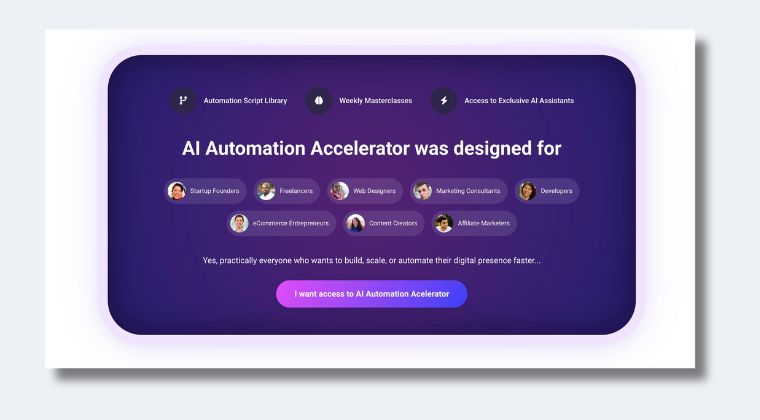 Automation Script Library Weekly Masterclasses Access to Exclusive AI Assistants
AI Automation Accelerator was designed for
Startup Founders Freelancers Web Designers Marketing Consultants Developers
eCommerce Entrepreneurs Content Creators Affiliate Marketers
Yes, practically everyone who wants to build, scale, or automate their digital presence faster...
I want access to AI Automation Acelerator